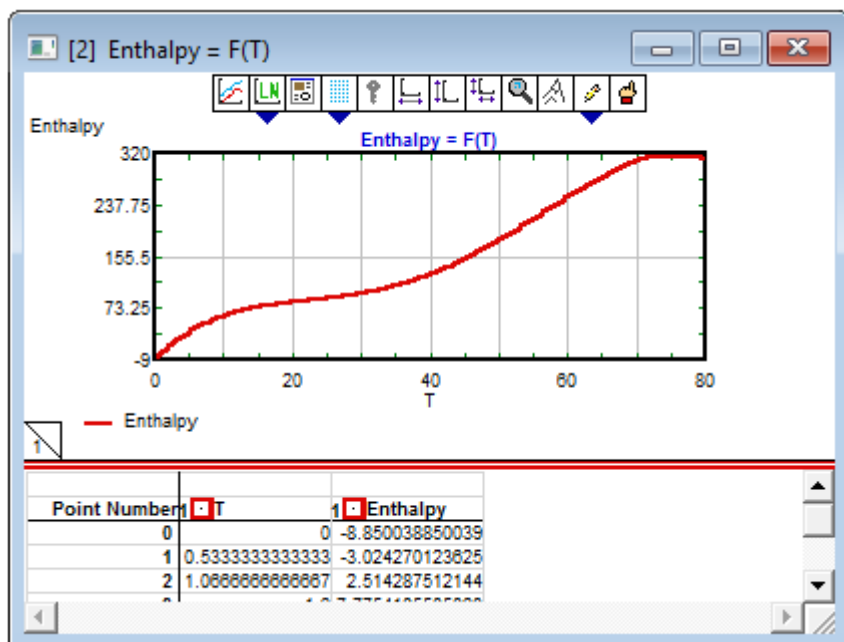 [2] Enthalpy = F(T)
LN
Enthalpy
Enthalpy = F(T)
320
237.75
155.5
73.25
-9
0 20 40 60 80
T
Enthalpy
1
Point Number 1 T 1 Enthalpy
0 0 -8.850038850039
1 0.5333333333333 -3.024270123625
2 1.0666666666667 2.514287512144